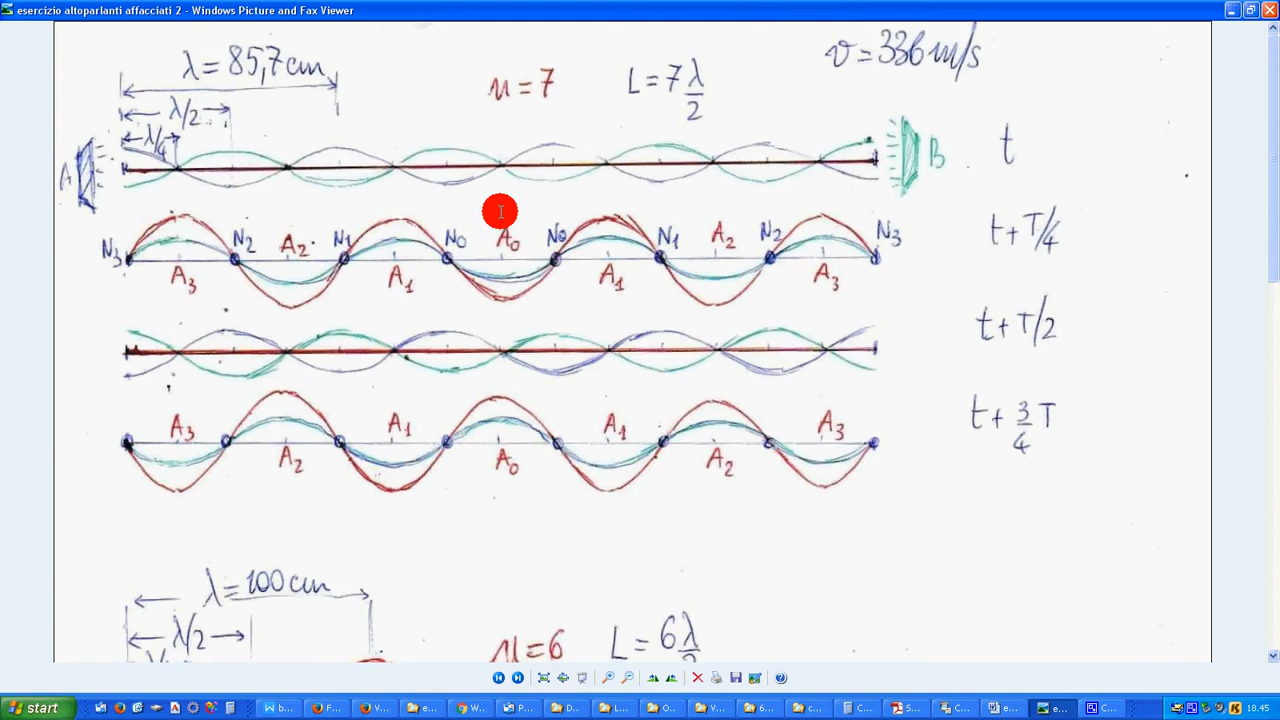 esercizio altoparlanti affacciati 2 - Windows Picture and Fax Viewer
λ = 85,7 cm
n = 7
L = 7 λ/2
v = 336 m/s
λ/2
λ/4
A
B
t
N3 N2 A2 N1 N0 A0 N0 N1 A2 N2 N3
t + T/4
A3 A1 A1 A3
t + T/2
A3 A1 A1 A3
t + 3/4 T
A2 A0 A2
λ = 100 cm
λ/2
n = 6
L = 6 λ/2
start
18.45